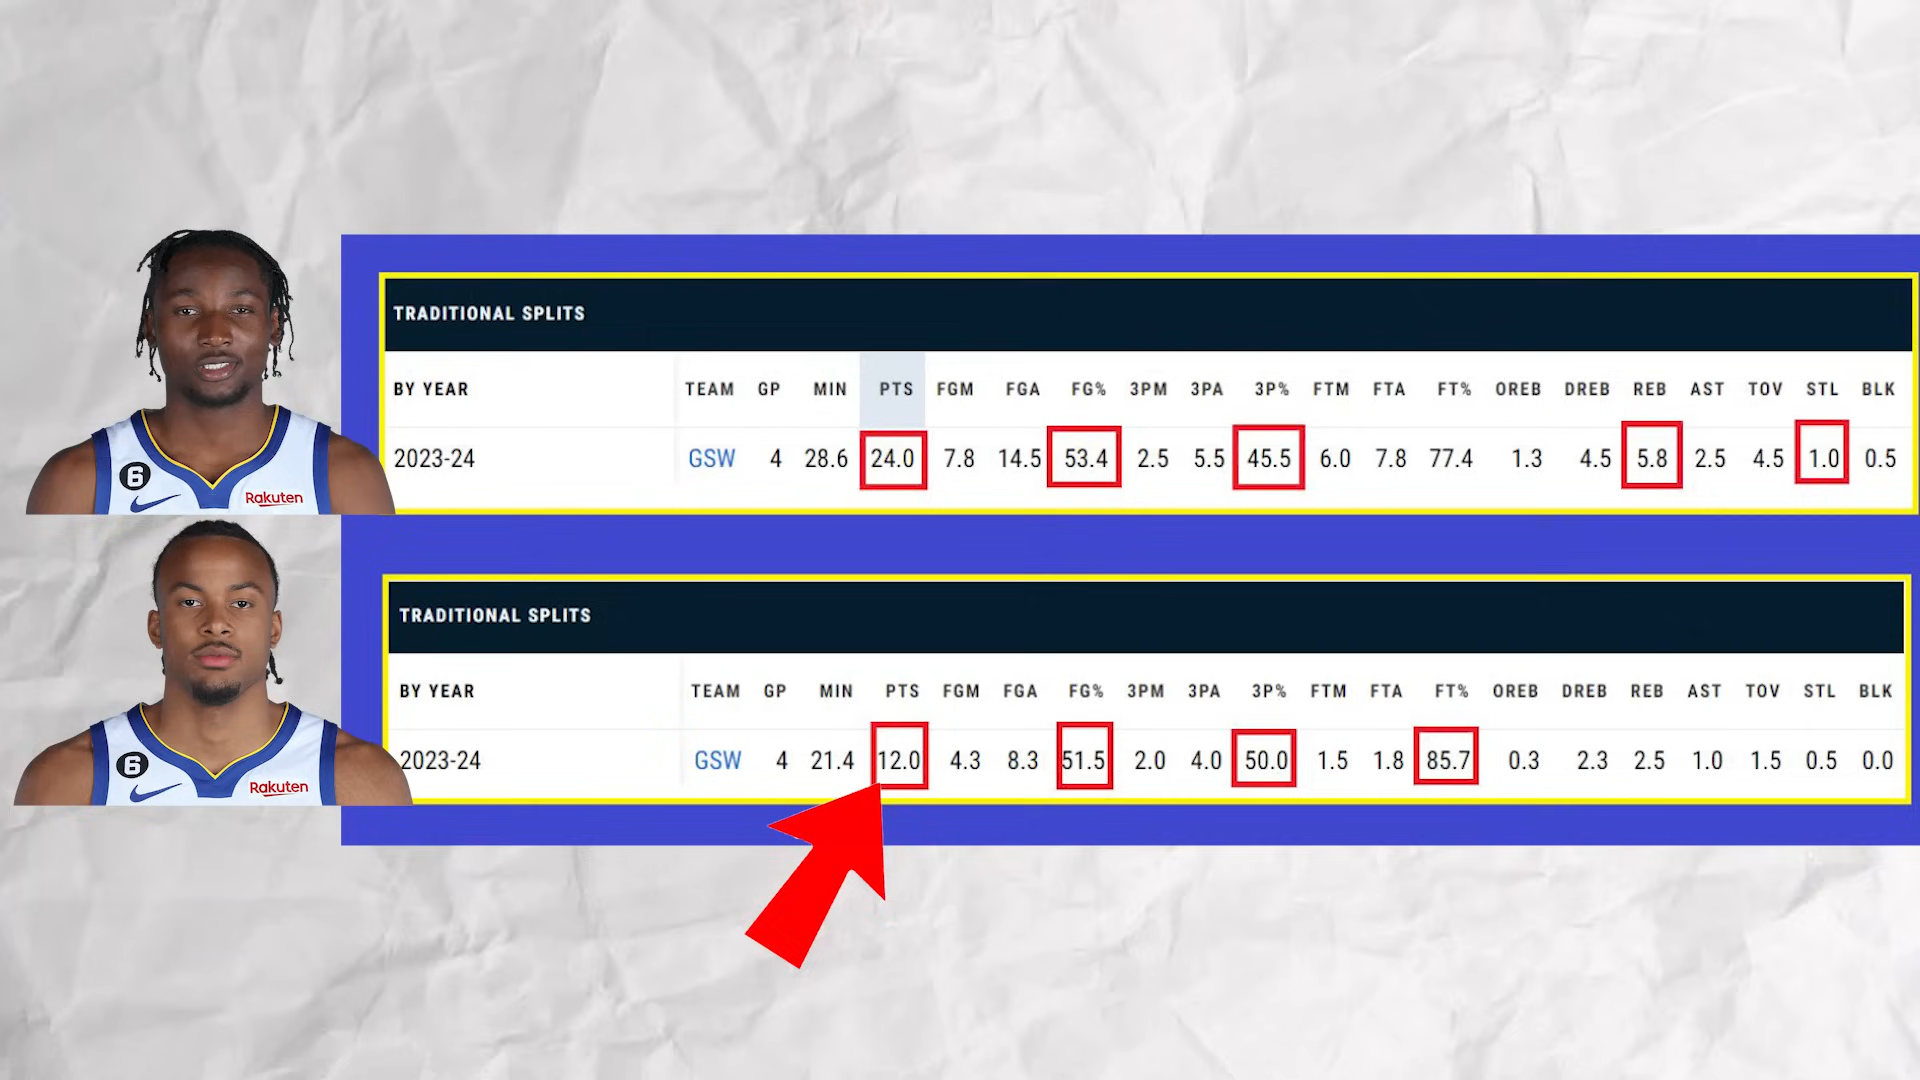 TRADITIONAL SPLITS
BY YEAR TEAM GP MIN PTS FGM FGA FG% 3PM 3PA 3P% FTM FTA FT% OREB DREB REB AST TOV STL BLK
2023-24 GSW 4 28.6 24.0 7.8 14.5 53.4 2.5 5.5 45.5 6.0 7.8 77.4 1.3 4.5 5.8 2.5 4.5 1.0 0.5
6 Rakuten
TRADITIONAL SPLITS
BY YEAR TEAM GP MIN PTS FGM FGA FG% 3PM 3PA 3P% FTM FTA FT% OREB DREB REB AST TOV STL BLK
2023-24 GSW 4 21.4 12.0 4.3 8.3 51.5 2.0 4.0 50.0 1.5 1.8 85.7 0.3 2.3 2.5 1.0 1.5 0.5 0.0
6 Rakuten